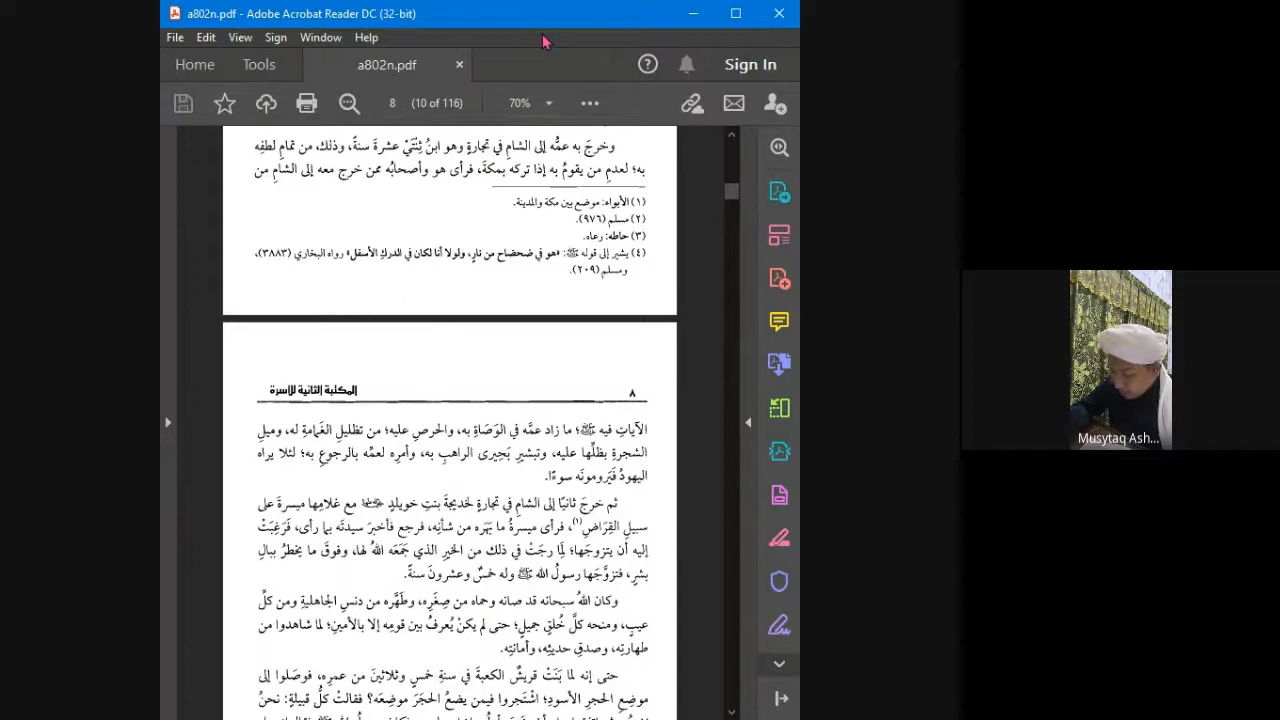 a802n.pdf - Adobe Acrobat Reader DC (32-bit)
File Edit View Sign Window Help
Home Tools a802n.pdf Sign In
8 (10 of 116) 70%
وخرجَ به عمُّه إلى الشامِ في تجارةٍ وهو ابنُ ثِنْتَيْ عشرةَ سنةً، وذلك، من تمامِ لطفِه
به؛ لعدمِ من يقومُ به إذا تركه بمكةَ، فرأى هو وأصحابُه ممن خرج معه إلى الشامِ من
(١) الأبواء: موضع بين مكة والمدينة.
(٢) مسلم (٩٧٦).
(٣) حاطه: رعاه.
(٤) يشير إلى قوله ﷺ: «هو في ضحضاح من نارٍ، ولولا أنا لكان في الدرك الأسفل» رواه البخاري (٣٨٨٣)،
ومسلم (٢٠٩).
٨ المكتبة الثانية للأسرة
الآياتِ فيه ﷺ؛ ما زاد عمَّه في الوَصَاةِ به، والحرصِ عليه؛ من تظليلِ الغَمامةِ له، وميلِ
الشجرةِ بظلِّها عليه، وتبشيرِ بَحِيرى الراهبِ به، وأمرِه لعمِّه بالرجوعِ به؛ لئلا يراه
اليهودُ فَيَرومونَه سوءًا.
ثم خرجَ ثانيًا إلى الشامِ في تجارةٍ لخديجةَ بنتِ خويلدٍ مع غلامِها ميسرةَ على
سبيلِ القِرَاضِ(١)، فرأى ميسرةُ ما بَهَره من شأنِه، فرجع فأخبرَ سيدتَه بما رأى، فَرَغِبَتْ
إليه أن يتزوجَها؛ لِمَا رجَتْ في ذلك من الخيرِ الذي جَمَعَه اللهُ لها، وفوقَ ما يخطرُ ببالِ
بشرٍ، فتزوَّجَها رسولُ الله ﷺ وله خمسٌ وعشرونَ سنةً.
وكان اللهُ سبحانه قد صانه وحماه من صِغَرِه، وطَهَّره من دنسِ الجاهليةِ ومن كلِّ
عيبٍ، ومنحه كلَّ خُلقٍ جميلٍ؛ حتى لم يكنْ يُعرفُ بين قومِه إلا بالأمينِ؛ لما شاهدوا من
طهارتِه، وصدقِ حديثِه، وأمانتِه.
حتى إنه لما بَنَتْ قريشٌ الكعبةَ في سنةِ خمسٍ وثلاثينَ من عمرِه، فوصَلوا إلى
موضعِ الحجرِ الأسودِ؛ اشْتَجروا فيمن يضعُ الحجَرَ موضعَه؟ فقالتْ كلُّ قبيلةٍ: نحنُ
Musytaq Ash...